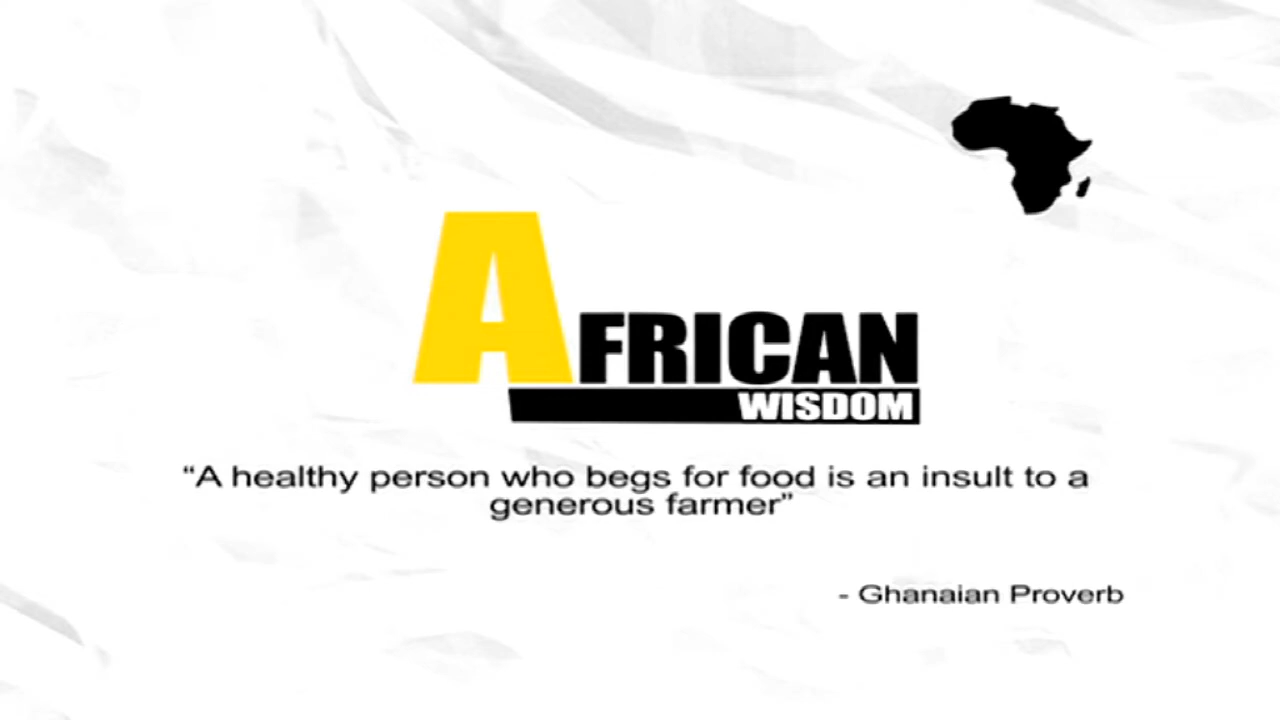 AFRICAN
WISDOM
“A healthy person who begs for food is an insult to a
generous farmer”
- Ghanaian Proverb